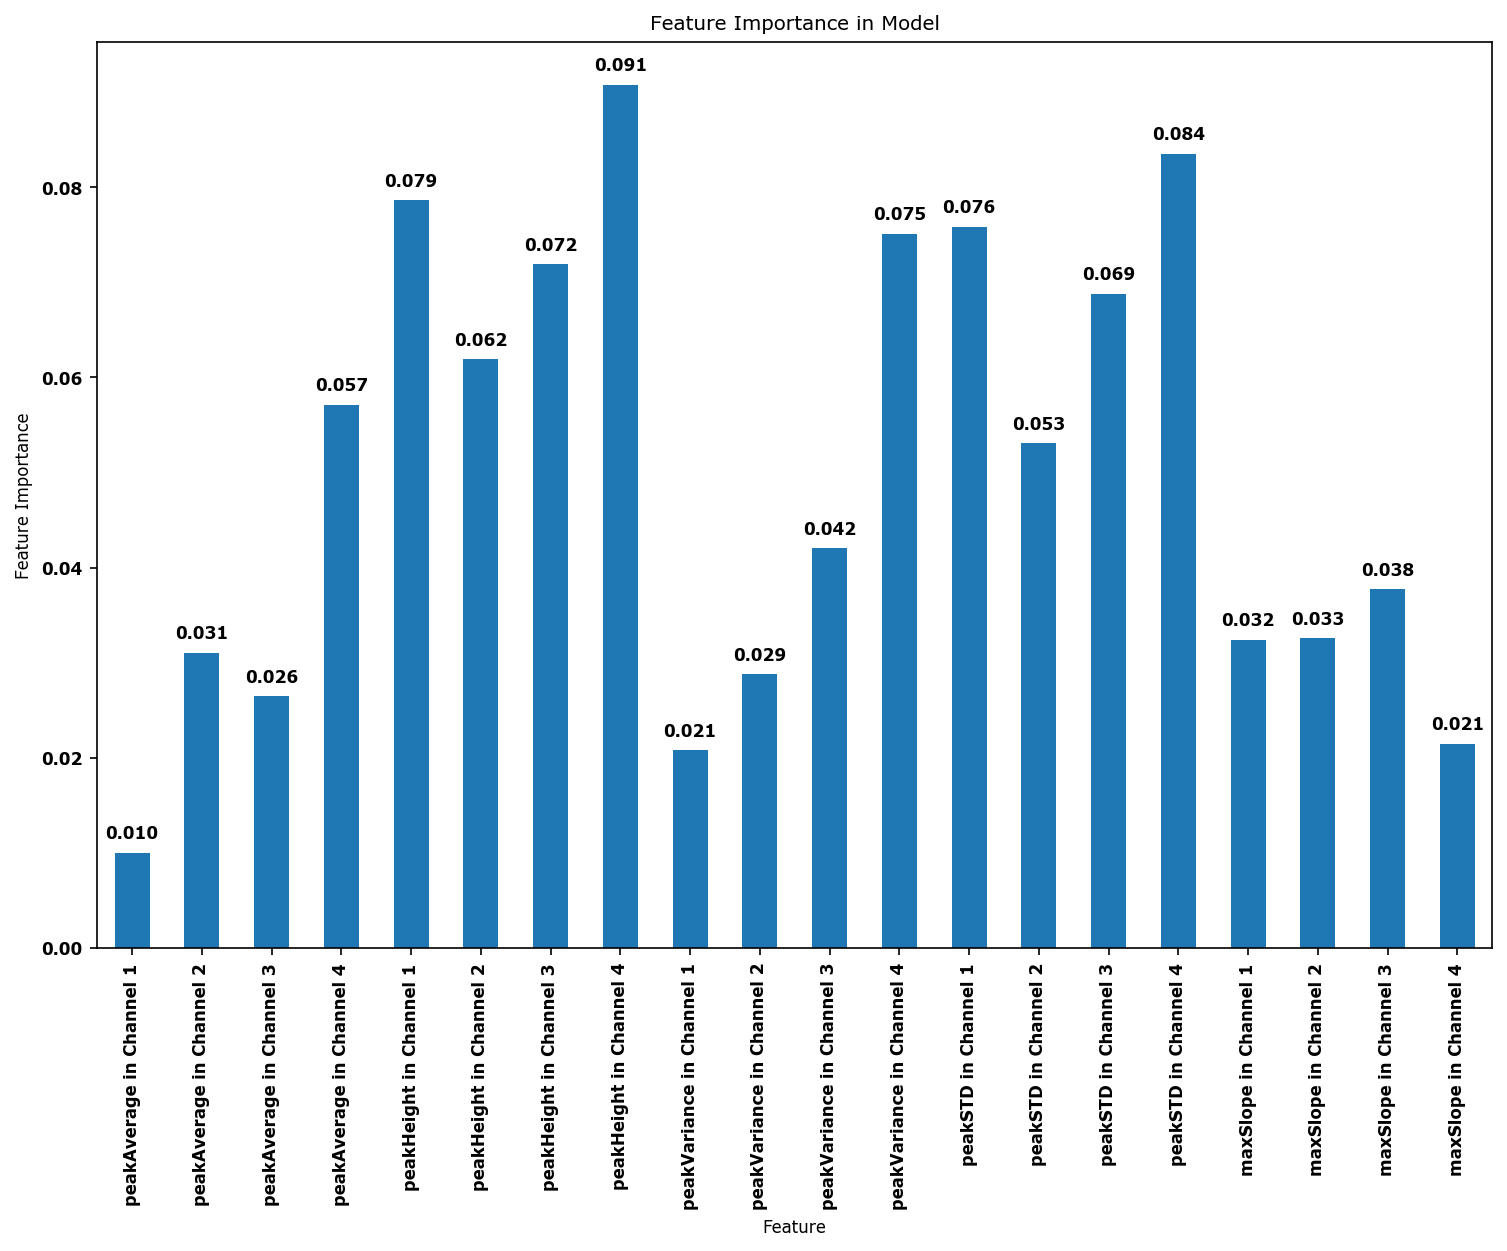 Feature Importance in Model
Feature Importance
0.08
0.06
0.04
0.02
0.00
0.010
0.031
0.026
0.057
0.079
0.062
0.072
0.091
0.021
0.029
0.042
0.075
0.076
0.053
0.069
0.084
0.032
0.033
0.038
0.021
peakAverage in Channel 1
peakAverage in Channel 2
peakAverage in Channel 3
peakAverage in Channel 4
peakHeight in Channel 1
peakHeight in Channel 2
peakHeight in Channel 3
peakHeight in Channel 4
peakVariance in Channel 1
peakVariance in Channel 2
peakVariance in Channel 3
peakVariance in Channel 4
peakSTD in Channel 1
peakSTD in Channel 2
peakSTD in Channel 3
peakSTD in Channel 4
maxSlope in Channel 1
maxSlope in Channel 2
maxSlope in Channel 3
maxSlope in Channel 4
Feature